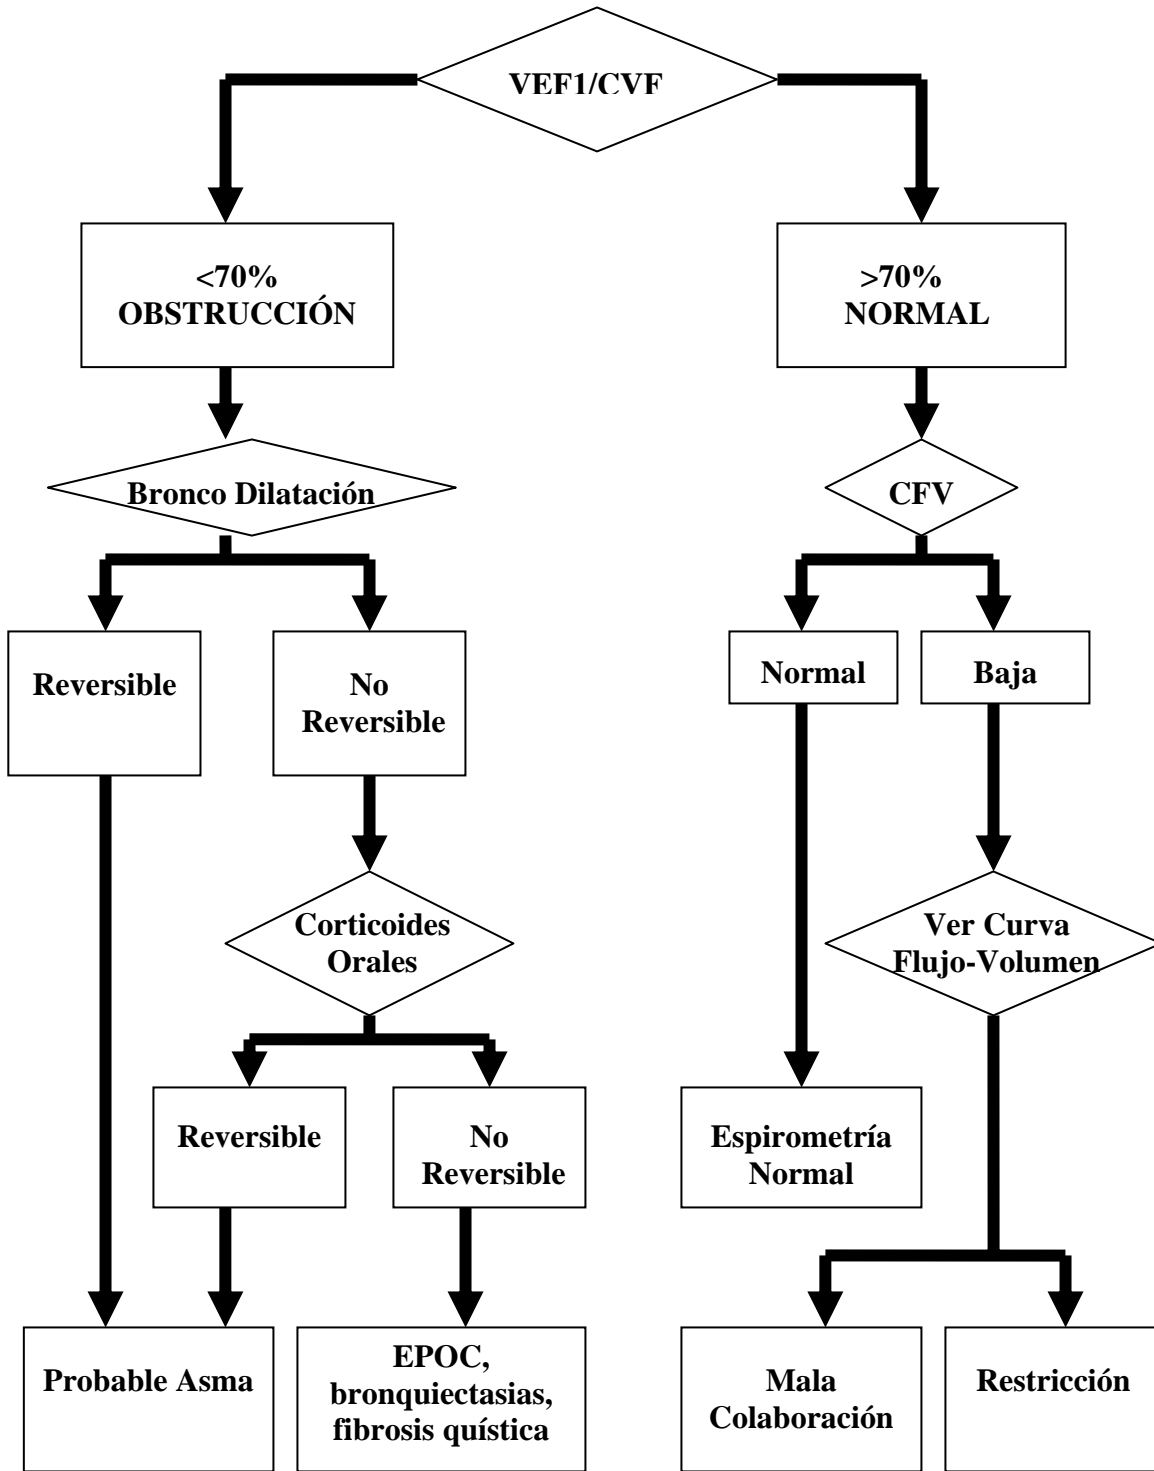 VEF1/CVF
<70%
OBSTRUCCIÓN
>70%
NORMAL
Bronco Dilatación
CFV
Reversible
No
Reversible
Normal
Baja
Corticoides
Orales
Ver Curva
Flujo-Volumen
Reversible
No
Reversible
Espirometría
Normal
Probable Asma
EPOC,
bronquiectasias,
fibrosis quística
Mala
Colaboración
Restricción